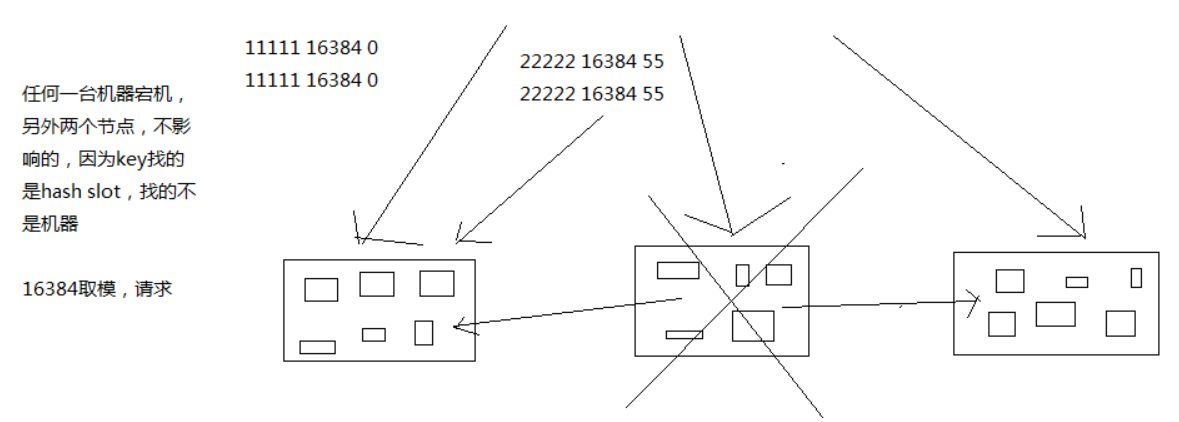 11111 16384 0
11111 16384 0
22222 16384 55
22222 16384 55
任何一台机器宕机，
另外两个节点，不影
响的，因为key找的
是hash slot，找的不
是机器
16384取模，请求